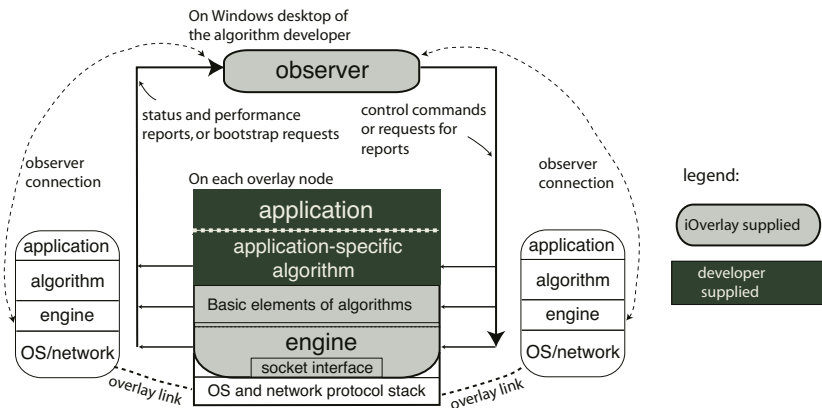 On Windows desktop of
the algorithm developer
observer
status and performance
reports, or bootstrap requests
control commands
or requests for
reports
observer
connection
observer
connection
On each overlay node
legend:
application
application-specific
algorithm
Basic elements of algorithms
engine
socket interface
OS and network protocol stack
application
algorithm
engine
OS/network
application
algorithm
engine
OS/network
iOverlay supplied
developer
supplied
overlay link
overlay link